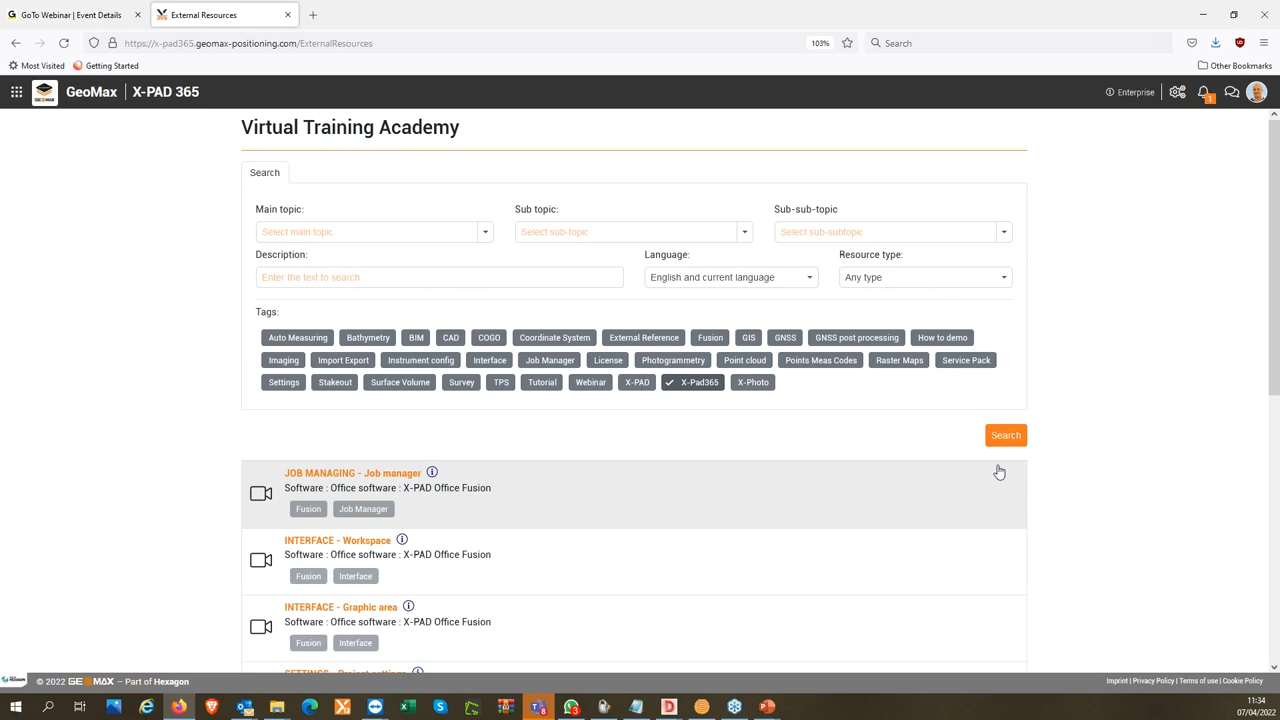 GoTo Webinar | Event Details
External Resources
https://x-pad365.geomax-positioning.com/ExternalResources
103%
Search
Most Visited
Getting Started
Other Bookmarks
GEOMAX
GeoMax
X-PAD 365
Enterprise
1
Virtual Training Academy
Search
Main topic:
Sub topic:
Sub-sub-topic
Select main topic
Select sub-topic
Select sub-subtopic
Description:
Language:
Resource type:
Enter the text to search
English and current language
Any type
Tags:
Auto Measuring
Bathymetry
BIM
CAD
COGO
Coordinate System
External Reference
Fusion
GIS
GNSS
GNSS post processing
How to demo
Imaging
Import Export
Instrument config
Interface
Job Manager
License
Photogrammetry
Point cloud
Points Meas Codes
Raster Maps
Service Pack
Settings
Stakeout
Surface Volume
Survey
TPS
Tutorial
Webinar
X-PAD
X-Pad365
X-Photo
Search
JOB MANAGING - Job manager
Software : Office software : X-PAD Office Fusion
Fusion
Job Manager
INTERFACE - Workspace
Software : Office software : X-PAD Office Fusion
Fusion
Interface
INTERFACE - Graphic area
Software : Office software : X-PAD Office Fusion
Fusion
Interface
SETTINGS - Project settings
© 2022 GEOMAX – Part of Hexagon
Imprint | Privacy Policy | Terms of use | Cookie Policy
11:34
07/04/2022